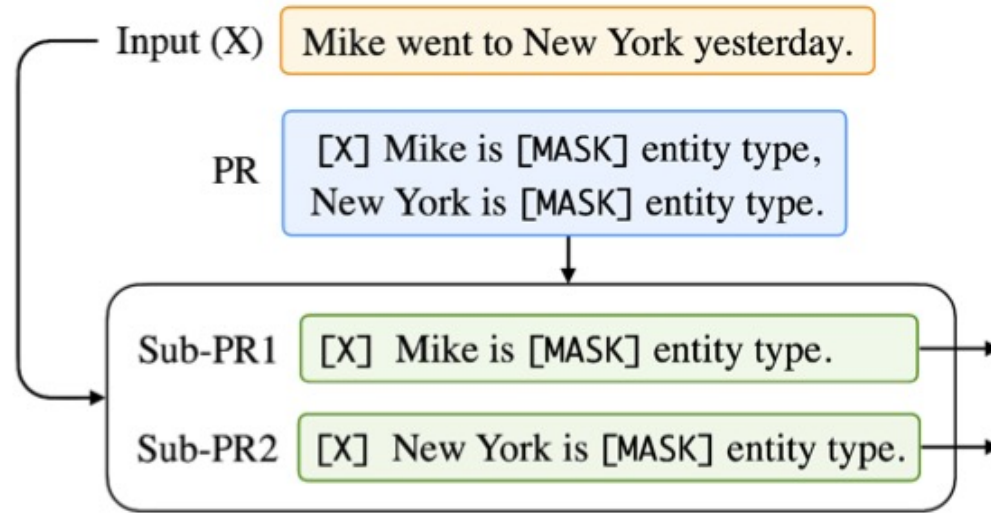 Input (X) Mike went to New York yesterday.
PR
[X] Mike is [MASK] entity type,
New York is [MASK] entity type.
Sub-PR1 [X] Mike is [MASK] entity type.
Sub-PR2 [X] New York is [MASK] entity type.